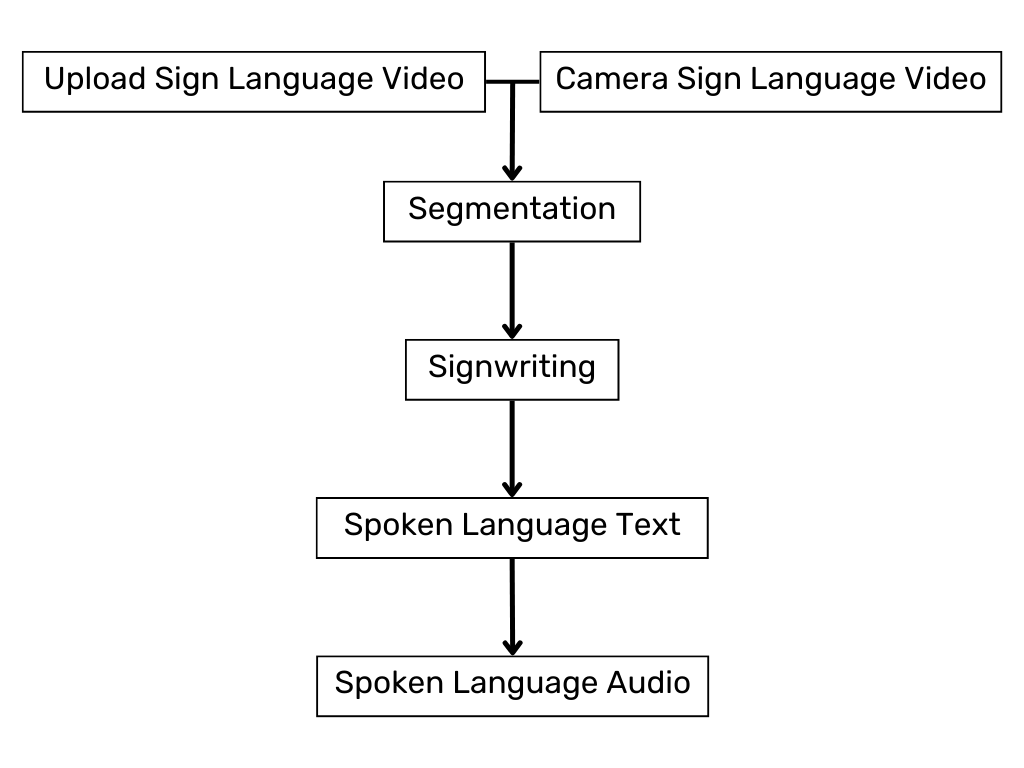 Upload Sign Language Video
Camera Sign Language Video
Segmentation
Signwriting
Spoken Language Text
Spoken Language Audio